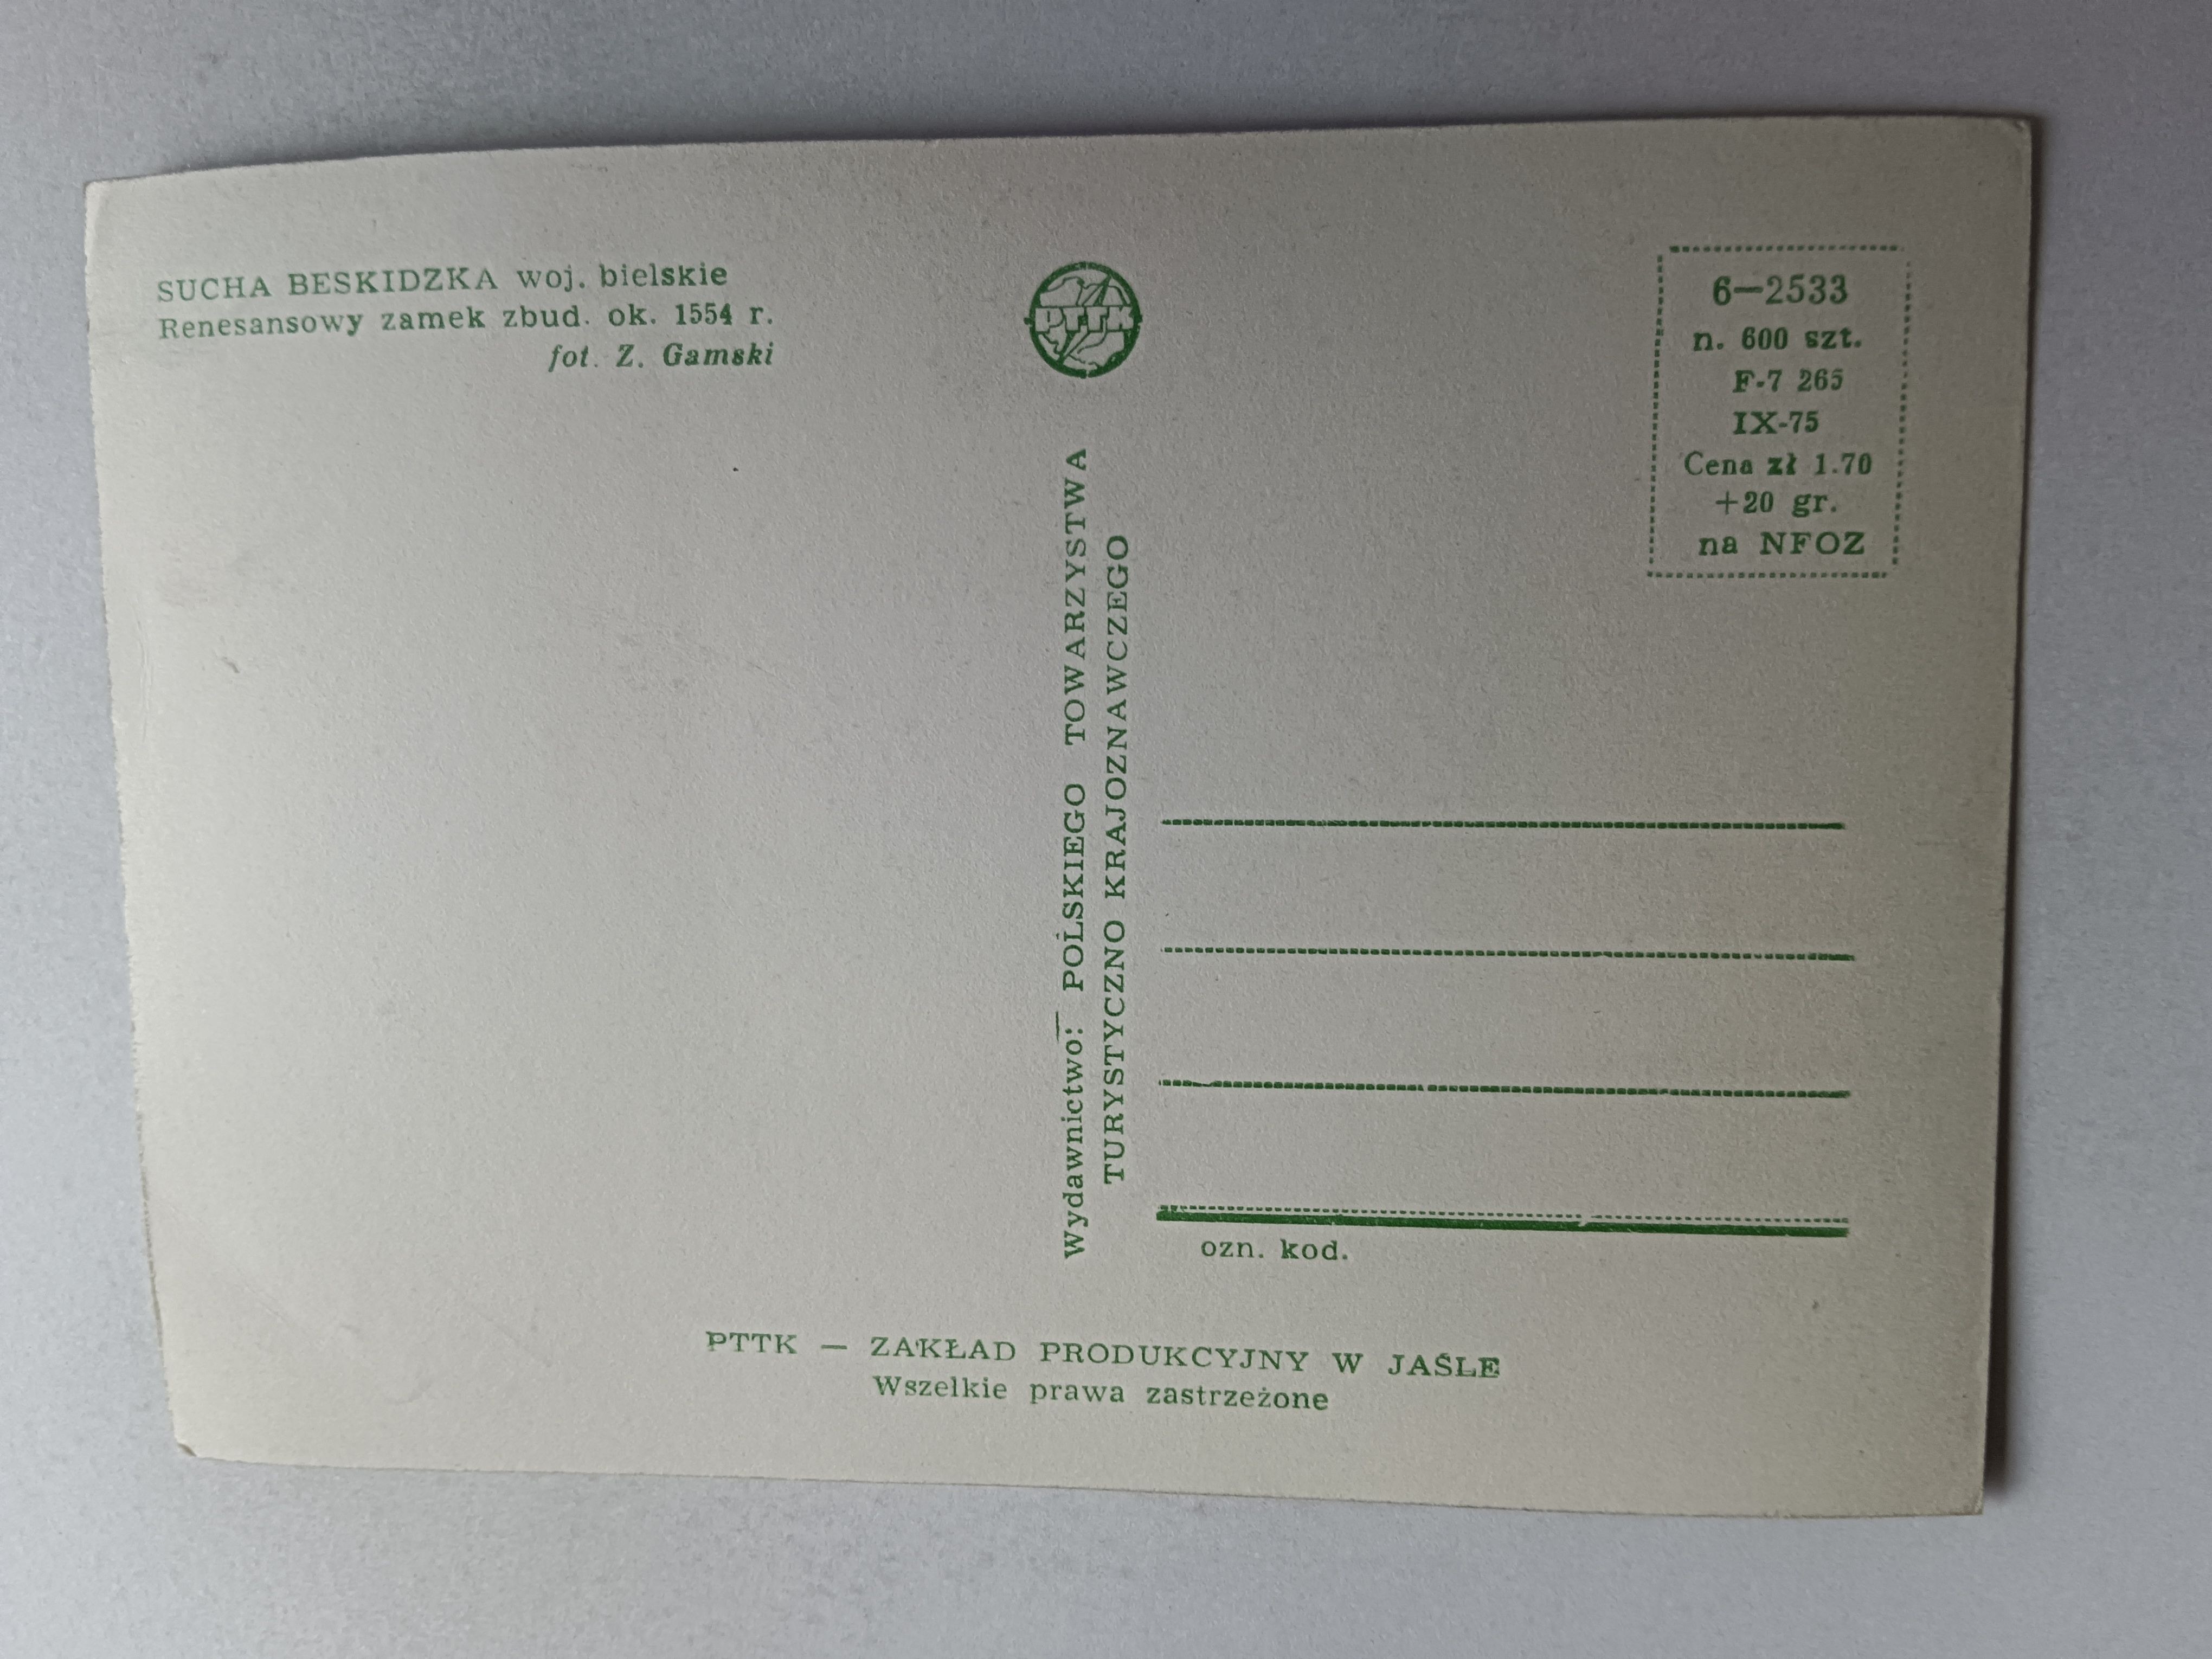 SUCHA BESKIDZKA woj. bielskie
Renesansowy zamek zbud. ok. 1554 r.
fot. Z. Gamski
PTTK
6—2533
n. 600 szt.
F-7 265
IX-75
Cena zł 1.70
+20 gr.
na NFOZ
Wydawnictwo: POLSKIEGO TOWARZYSTWA
TURYSTYCZNO KRAJOZNAWCZEGO
ozn. kod.
PTTK — ZAKŁAD PRODUKCYJNY W JAŚLE
Wszelkie prawa zastrzeżone